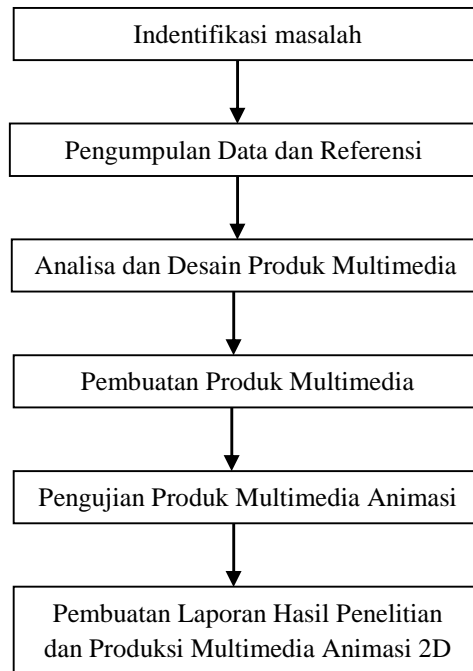 Indentifikasi masalah
Pengumpulan Data dan Referensi
Analisa dan Desain Produk Multimedia
Pembuatan Produk Multimedia
Pengujian Produk Multimedia Animasi
Pembuatan Laporan Hasil Penelitian
dan Produksi Multimedia Animasi 2D